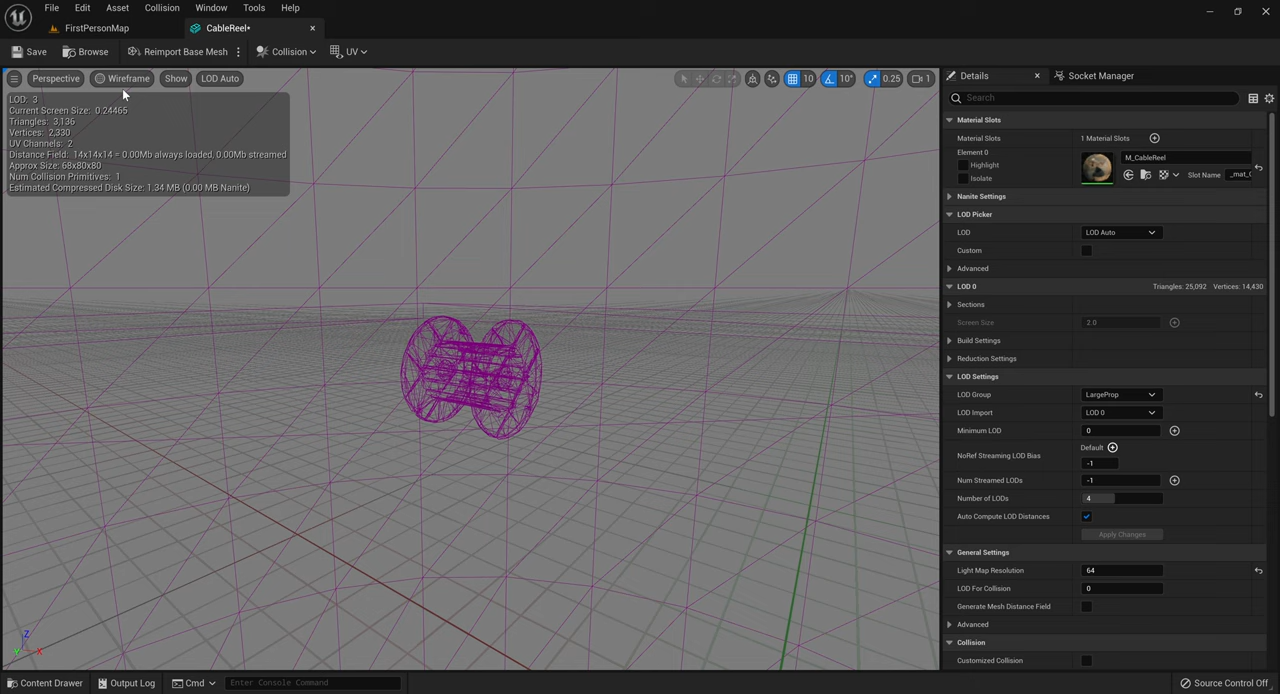 File Edit Asset Collision Window Tools Help
FirstPersonMap CableReel*
Save Browse Reimport Base Mesh Collision UV
Perspective Wireframe Show LOD Auto 10 10° 0.25 1
LOD: 3
Current Screen Size: 0.24465
Triangles: 3,136
Vertices: 2,330
UV Channels: 2
Distance Field: 14x14x14 = 0.00Mb always loaded, 0.00Mb streamed
Approx Size: 68x80x80
Num Collision Primitives: 1
Estimated Compressed Disk Size: 1.34 MB (0.00 MB Nanite)
Z
Y X
Details Socket Manager
Search
Material Slots
Material Slots 1 Material Slots
Element 0 M_CableReel
Highlight
Isolate Slot Name
Nanite Settings
LOD Picker
LOD LOD Auto
Custom
Advanced
LOD 0 Triangles: 25,092 Vertices: 14,430
Sections
Screen Size 2.0
Build Settings
Reduction Settings
LOD Settings
LOD Group LargeProp
LOD Import LOD 0
Minimum LOD 0
Default
NoRef Streaming LOD Bias -1
Num Streamed LODs -1
Number of LODs 4
Auto Compute LOD Distances
Apply Changes
General Settings
Light Map Resolution 64
LOD For Collision 0
Generate Mesh Distance Field
Advanced
Collision
Customized Collision
Content Drawer Output Log Cmd Enter Console Command Source Control Off